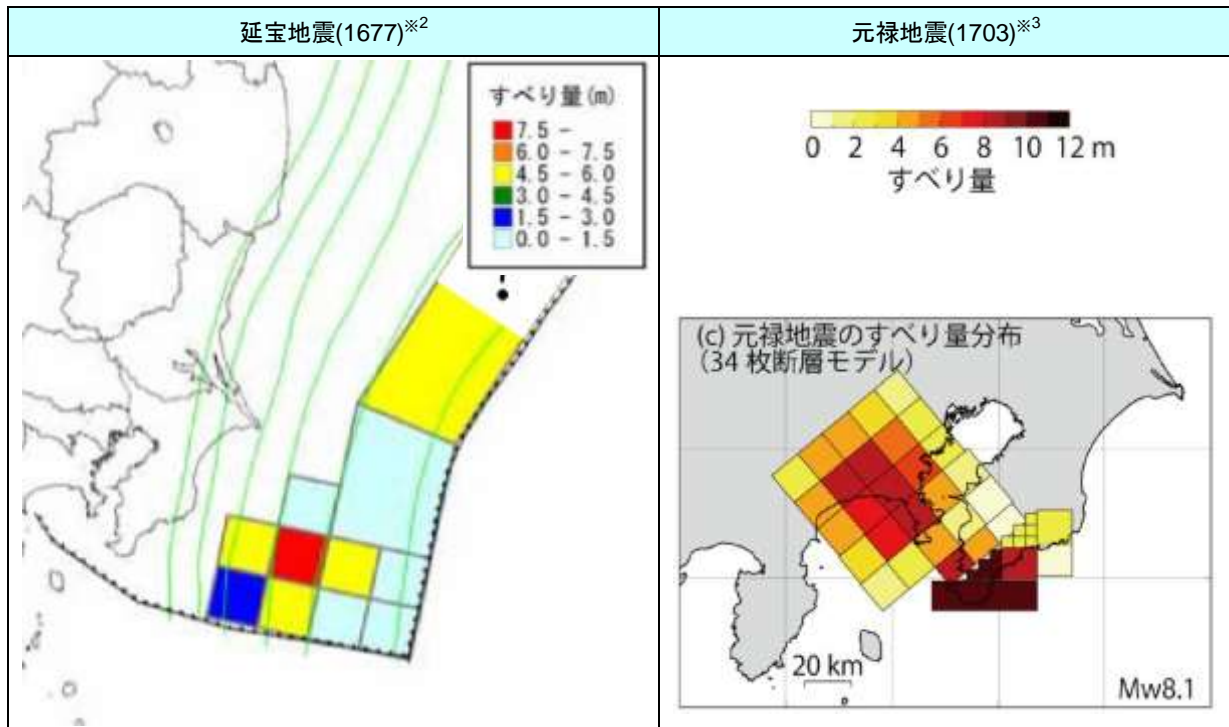 延宝地震(1677)※2
元禄地震(1703)※3
すべり量(m)
7.5 -
6.0 - 7.5
4.5 - 6.0
3.0 - 4.5
1.5 - 3.0
0.0 - 1.5
0 2 4 6 8 10 12 m
すべり量
(c) 元禄地震のすべり量分布
(34 枚断層モデル)
20 km
Mw8.1